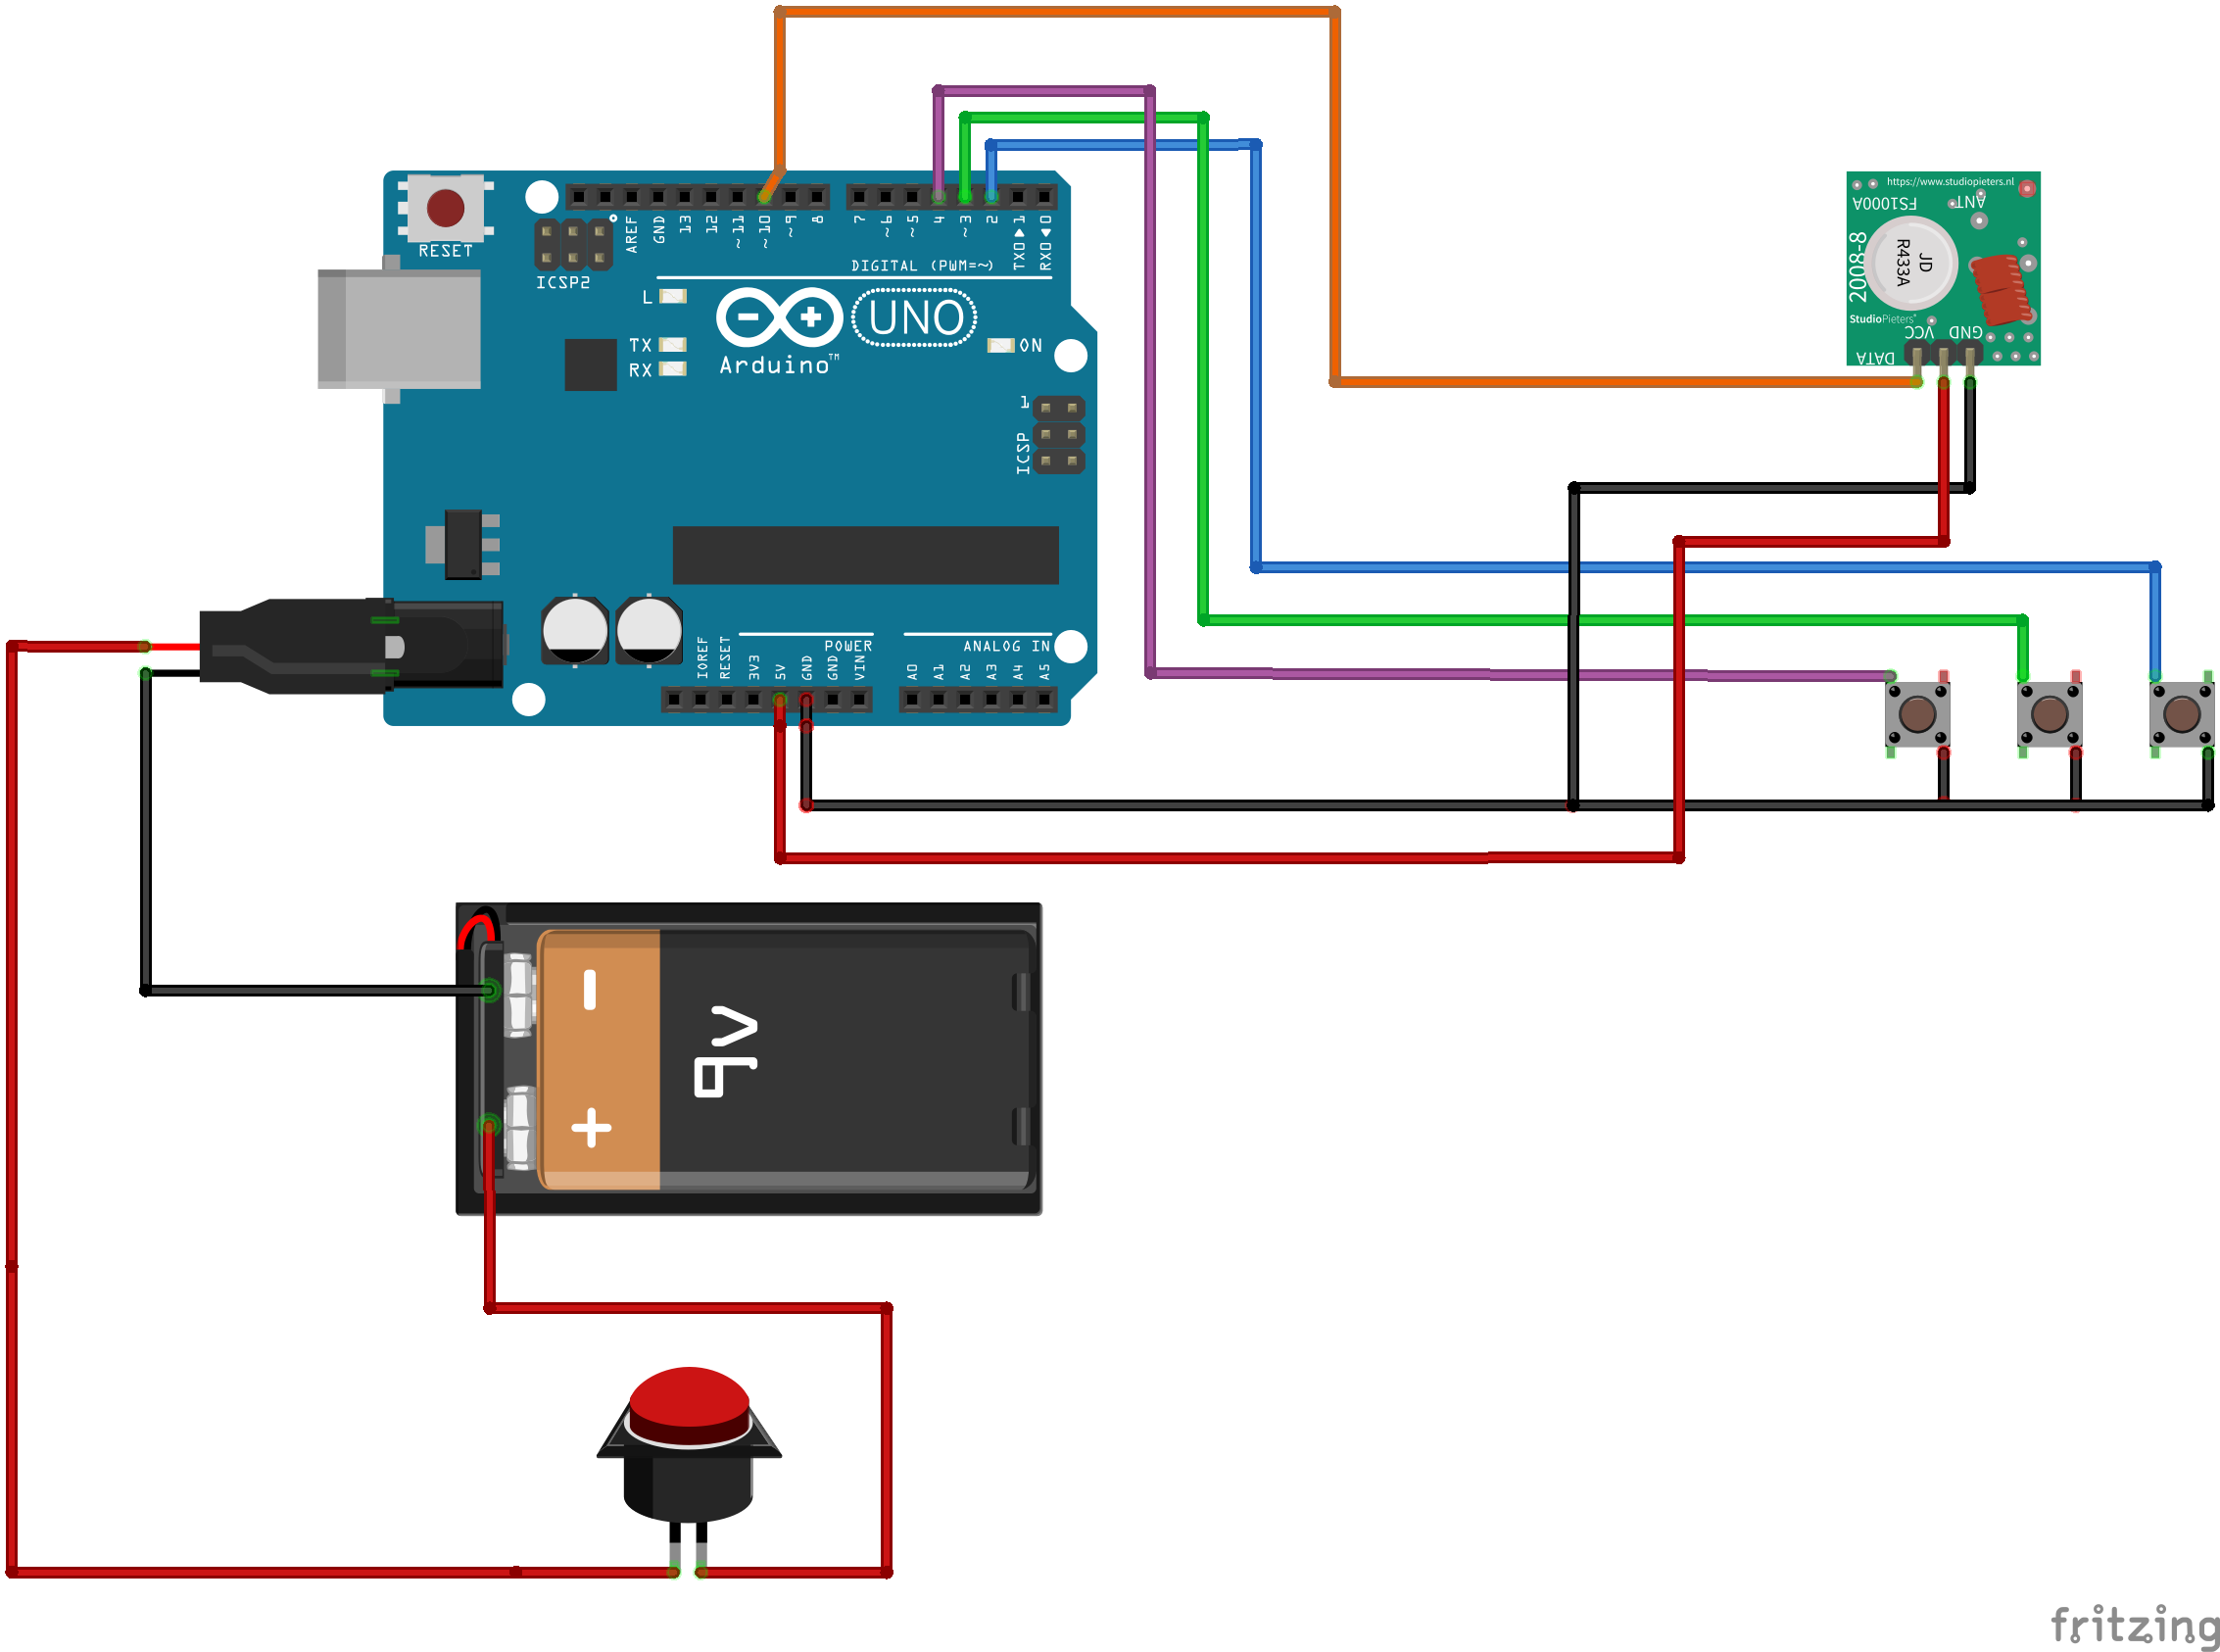 https://www.studiopieters.nl
FS1000A
ANT
2008-8
JD
R433A
StudioPieters
VCC
GND
DATA
RESET
ICSP2
AREF
GND
13
12
~11
~10
~9
8
7
~6
~5
4
~3
2
TX0▶1
RX0◀0
DIGITAL (PWM=~)
L
TX
RX
UNO
ON
Arduino™
1
ICSP
POWER
ANALOG IN
IOREF
RESET
3V3
5V
GND
GND
VIN
A0
A1
A2
A3
A4
A5
-
9v
+
fritzing